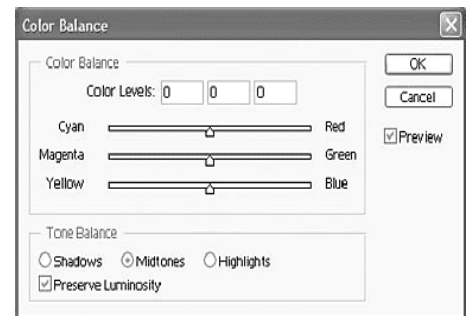 Color Balance
Color Balance
OK
Color Levels: 0 0 0
Cancel
Cyan Red
Preview
Magenta Green
Yellow Blue
Tone Balance
Shadows Midtones Highlights
Preserve Luminosity